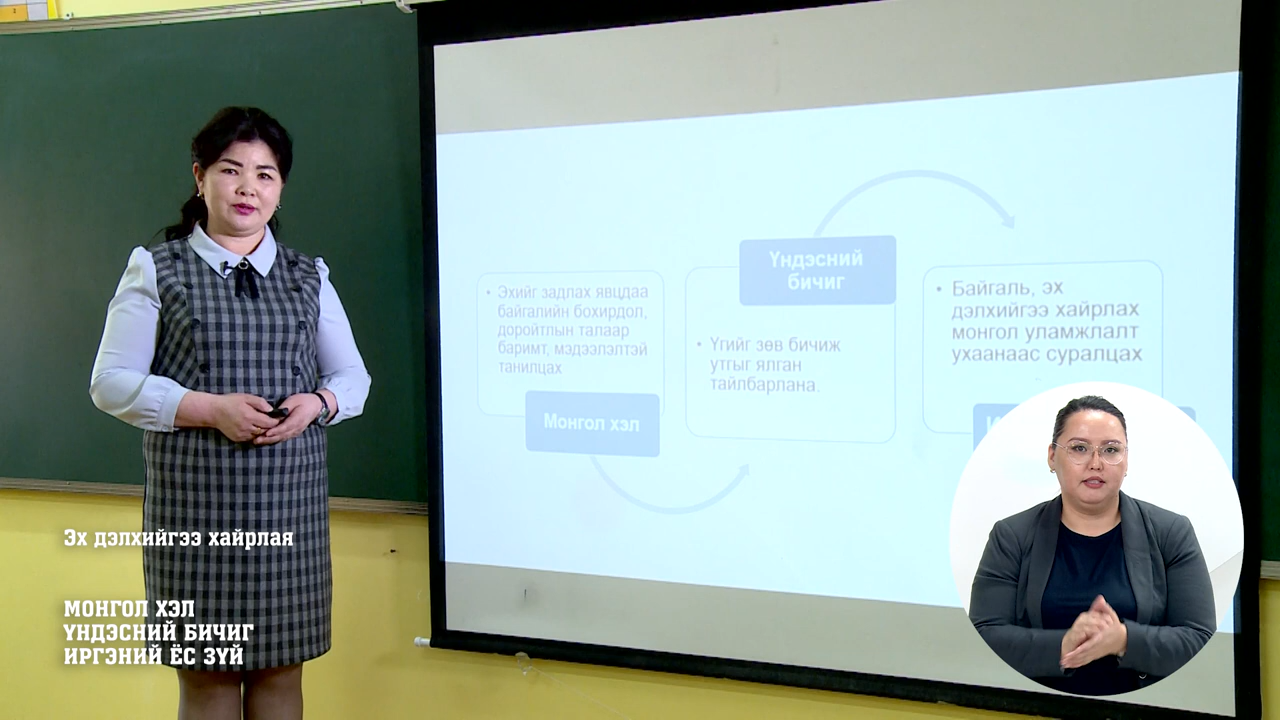 Эхийг задлах явцдаа
байгалийн бохирдол,
доройтлын талаар
баримт, мэдээлэлтэй
танилцах
Монгол хэл
Үндэсний
бичиг
Үгийг зөв бичиж
утгыг ялган
тайлбарлана.
Байгаль, эх
дэлхийгээ хайрлах
монгол уламжлалт
ухаанаас суралцах
Эх дэлхийгээ хайрлая
МОНГОЛ ХЭЛ
ҮНДЭСНИЙ БИЧИГ
ИРГЭНИЙ ЁС ЗҮЙ